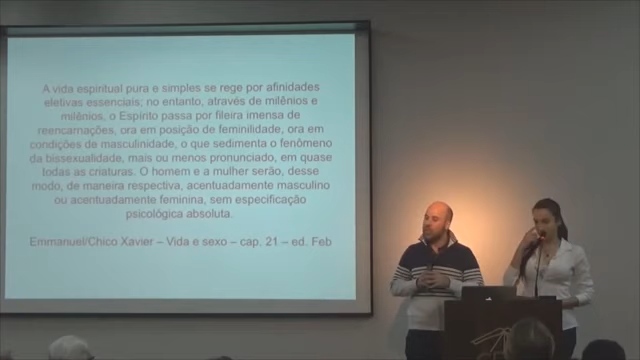 A vida espiritual pura e simples se rege por afinidades
eletivas essenciais; no entanto, através de milênios e
milênios, o Espírito passa por fileira imensa de
reencarnações, ora em posição de feminilidade, ora em
condições de masculinidade, o que sedimenta o fenômeno
da bissexualidade, mais ou menos pronunciado, em quase
todas as criaturas. O homem e a mulher serão, desse
modo, de maneira respectiva, acentuadamente masculino
ou acentuadamente feminina, sem especificação
psicológica absoluta.
Emmanuel/Chico Xavier – Vida e sexo – cap. 21 – ed. Feb